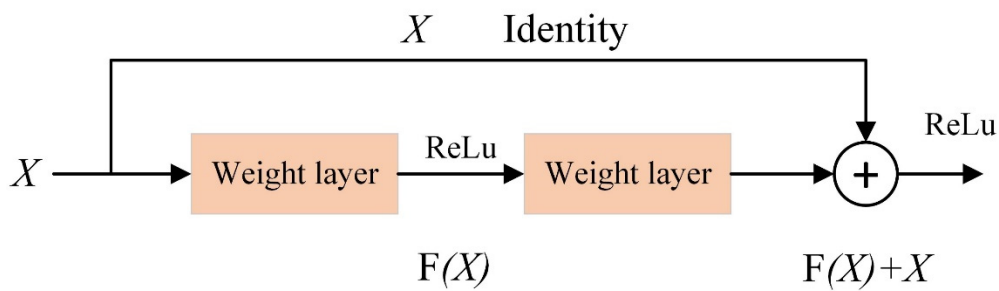 X Identity
ReLu
X Weight layer ReLu Weight layer +
F(X) F(X)+X